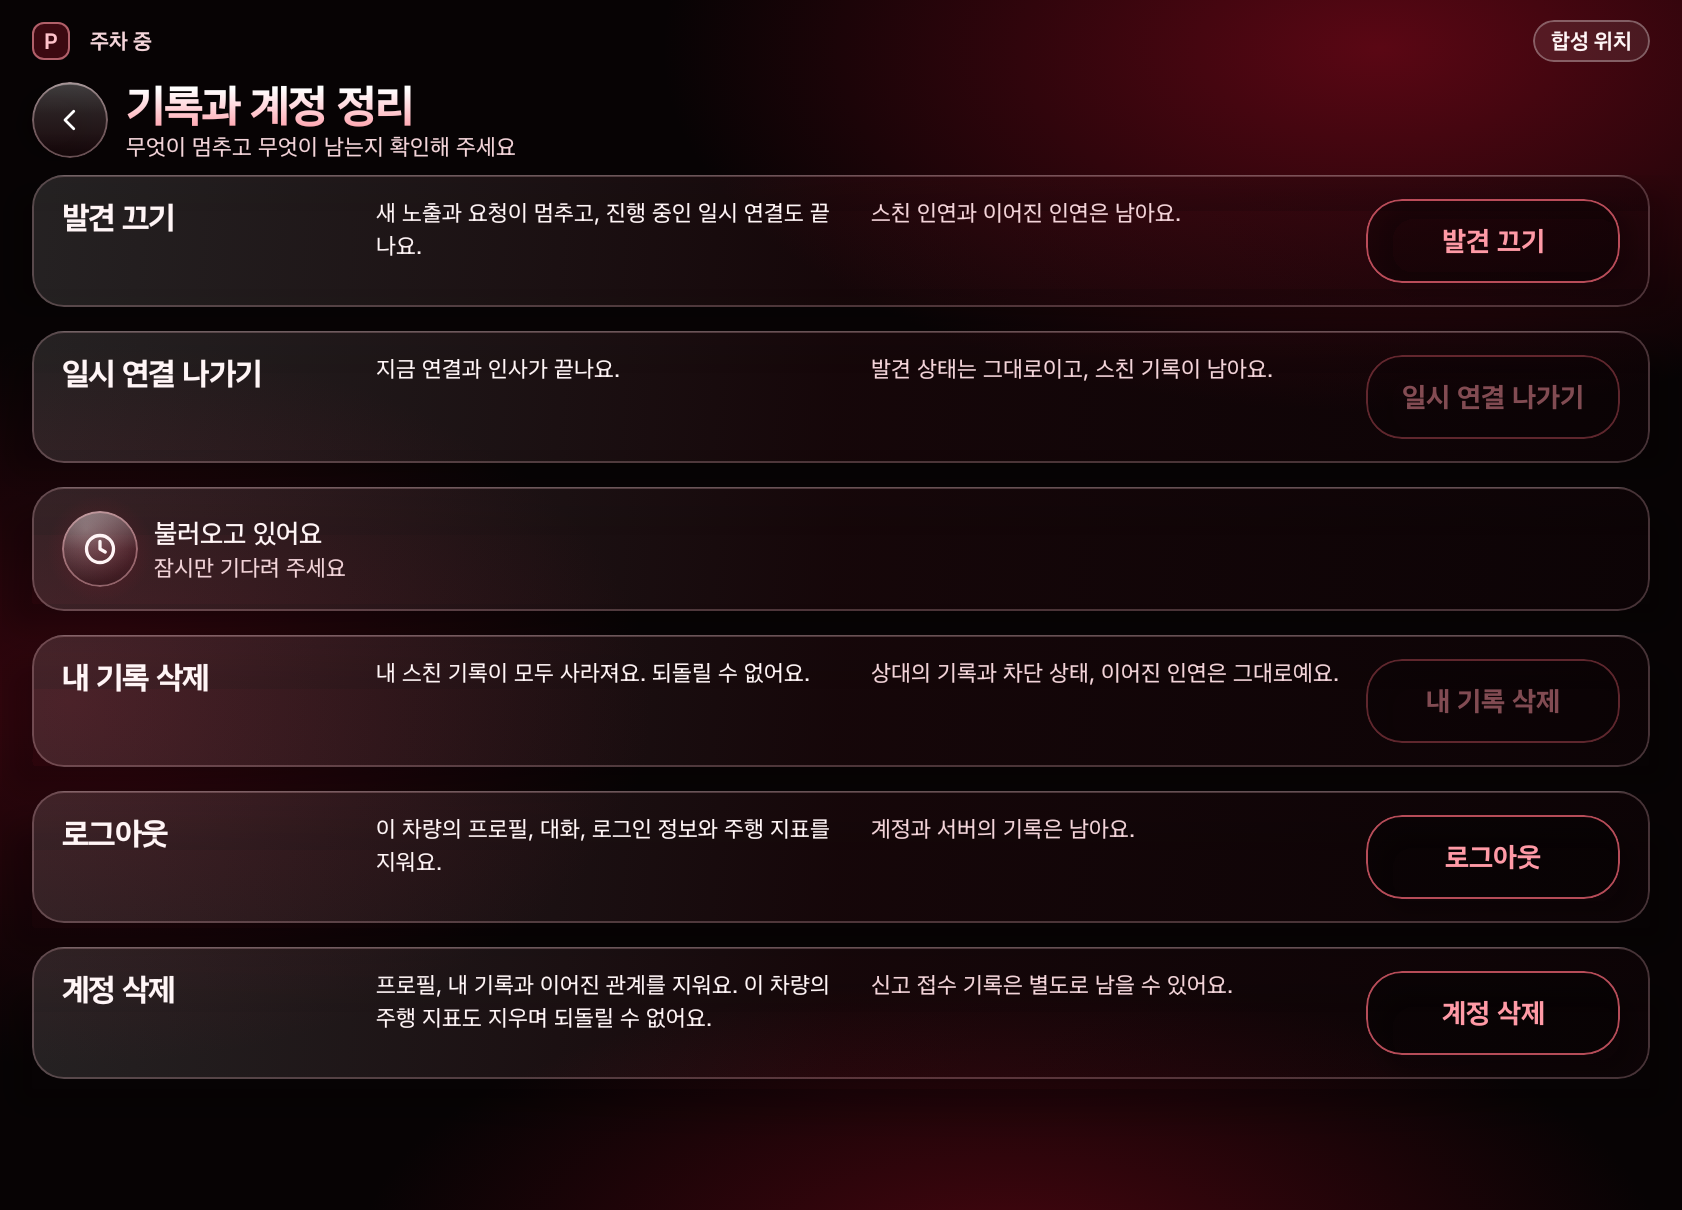 P 주차 중
합성 위치
기록과 계정 정리
무엇이 멈추고 무엇이 남는지 확인해 주세요
발견 끄기
새 노출과 요청이 멈추고, 진행 중인 일시 연결도 끝
나요.
스친 인연과 이어진 인연은 남아요.
발견 끄기
일시 연결 나가기
지금 연결과 인사가 끝나요.
발견 상태는 그대로이고, 스친 기록이 남아요.
일시 연결 나가기
불러오고 있어요
잠시만 기다려 주세요
내 기록 삭제
내 스친 기록이 모두 사라져요. 되돌릴 수 없어요.
상대의 기록과 차단 상태, 이어진 인연은 그대로예요.
내 기록 삭제
로그아웃
이 차량의 프로필, 대화, 로그인 정보와 주행 지표를
지워요.
계정과 서버의 기록은 남아요.
로그아웃
계정 삭제
프로필, 내 기록과 이어진 관계를 지워요. 이 차량의
주행 지표도 지우며 되돌릴 수 없어요.
신고 접수 기록은 별도로 남을 수 있어요.
계정 삭제